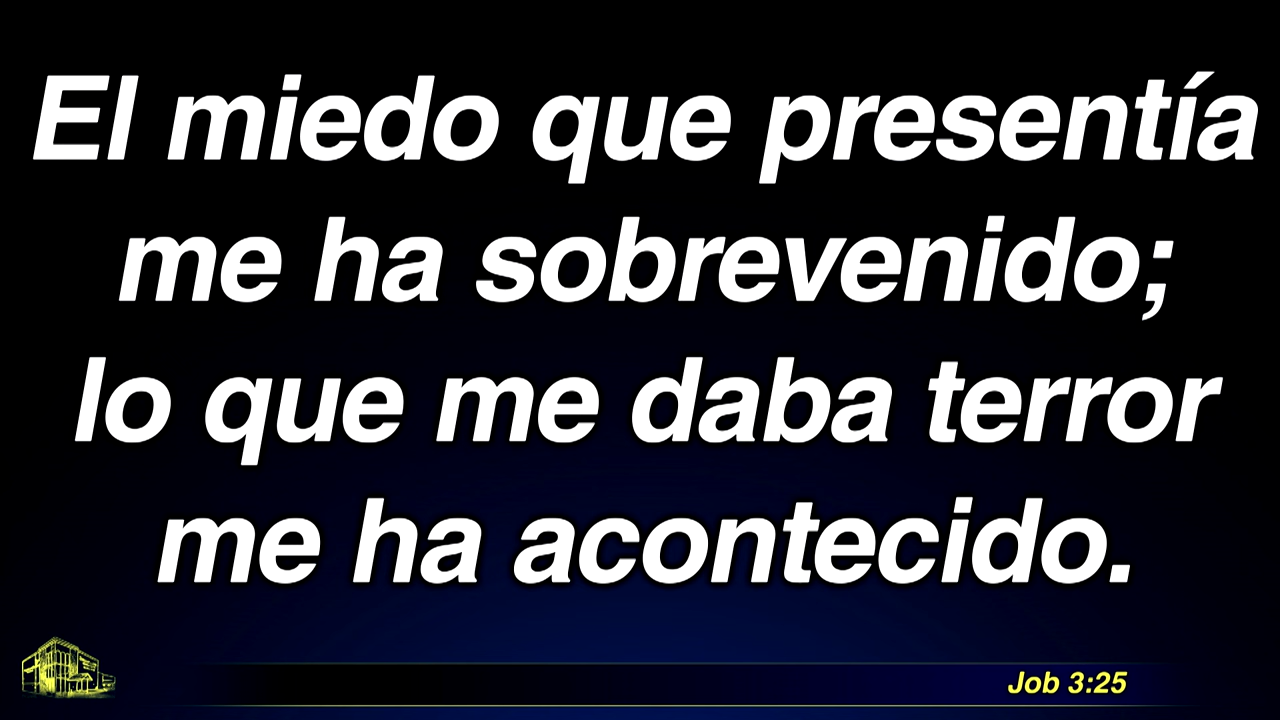 El miedo que presentía
me ha sobrevenido;
lo que me daba terror
me ha acontecido.
Job 3:25